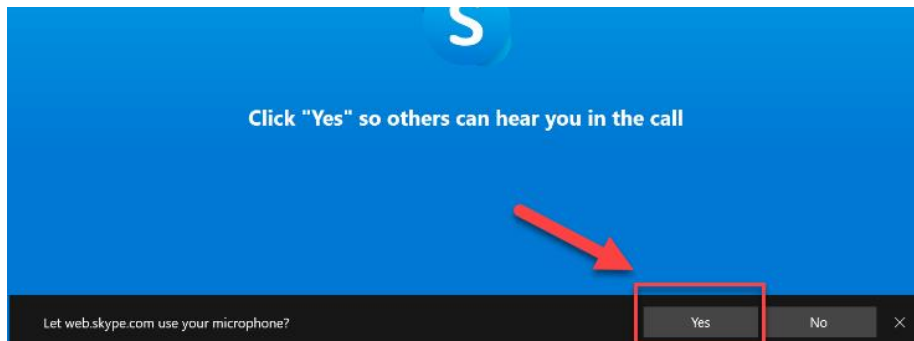 S
Click "Yes" so others can hear you in the call
Let web.skype.com use your microphone? Yes No